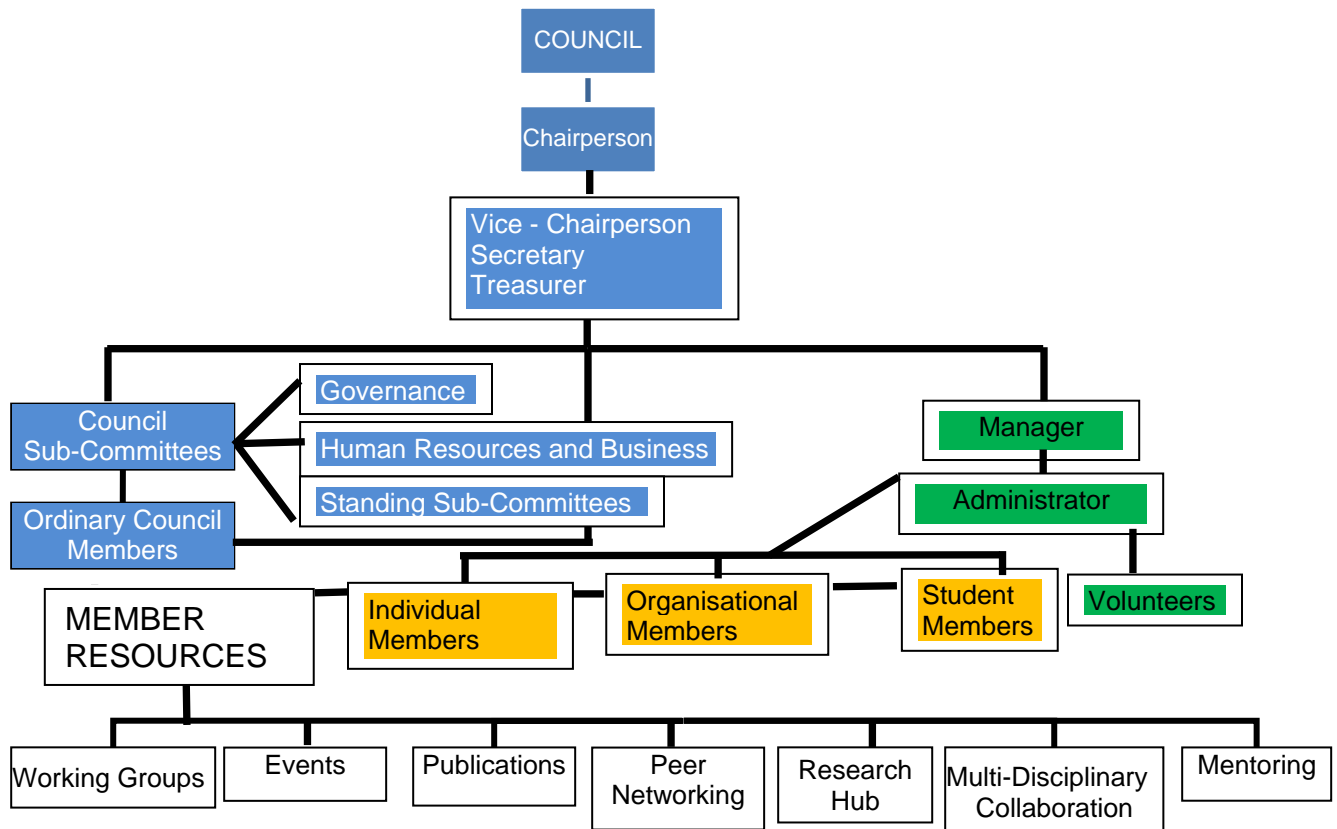 COUNCIL
Chairperson
Vice - Chairperson
Secretary
Treasurer
Governance
Council
Sub-Committees
Human Resources and Business
Standing Sub-Committees
Ordinary Council
Members
Manager
Administrator
MEMBER
RESOURCES
Individual
Members
Organisational
Members
Student
Members
Volunteers
Working Groups
Events
Publications
Peer
Networking
Research
Hub
Multi-Disciplinary
Collaboration
Mentoring